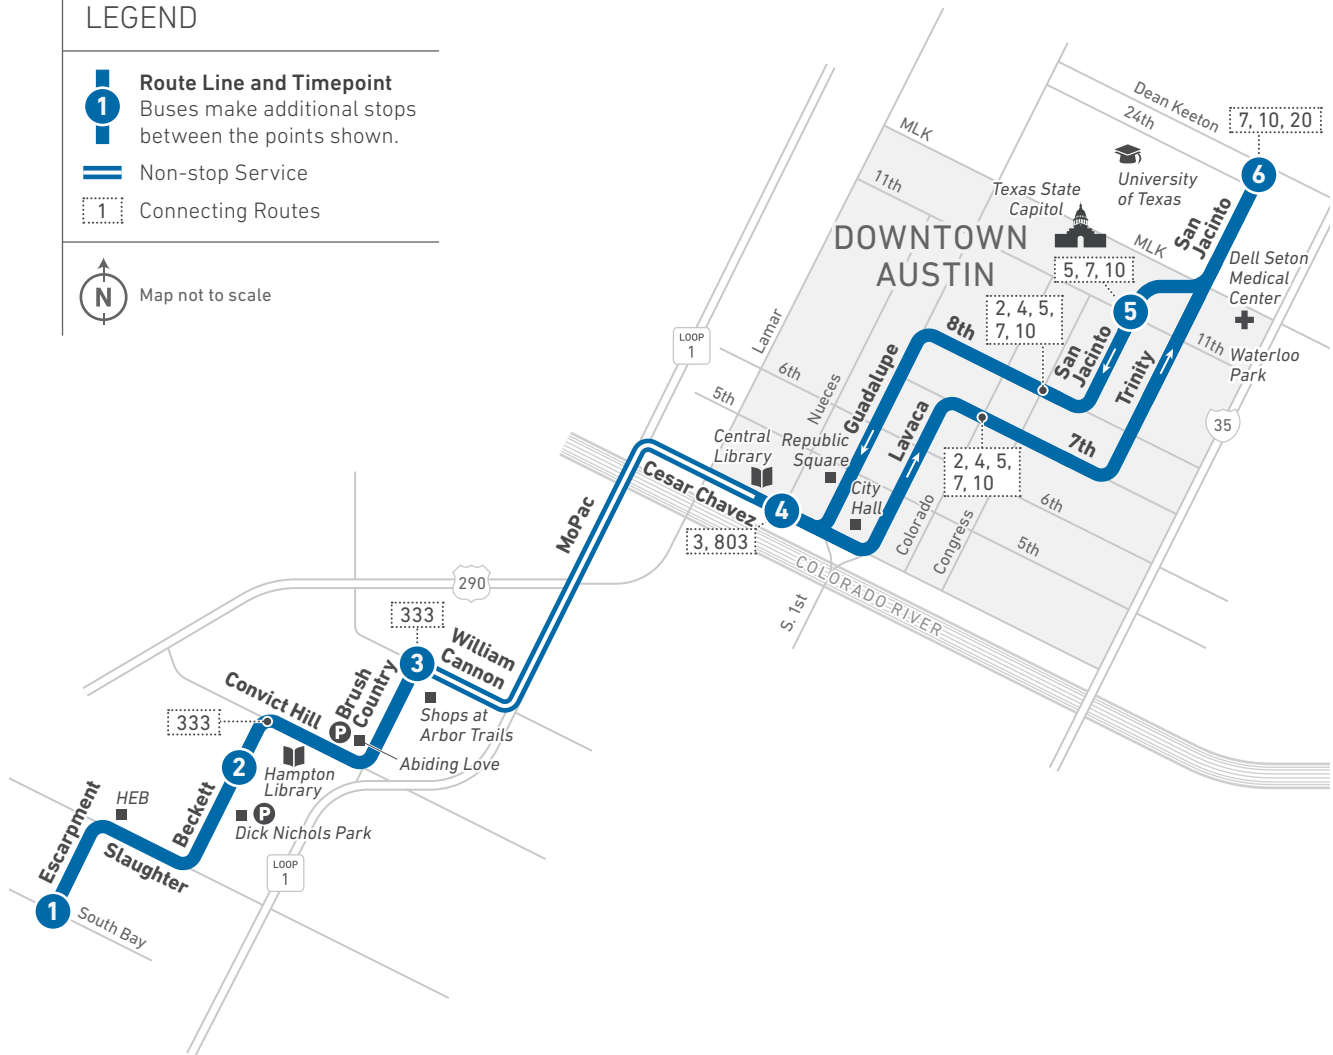 LEGEND
1
Route Line and Timepoint
Buses make additional stops
between the points shown.
Non-stop Service
1
Connecting Routes
N
Map not to scale
Dean Keeton
24th
7, 10, 20
6
MLK
11th
University
of Texas
Texas State
Capitol
San
Jacinto
MLK
DOWNTOWN
AUSTIN
Dell Seton
Medical
Center
5, 7, 10
5
2, 4, 5,
7, 10
8th
San
Jacinto
Trinity
11th
Waterloo
Park
LOOP
1
Lamar
6th
5th
Nueces
Guadalupe
Lavaca
7th
35
Central
Library
Republic
Square
2, 4, 5,
7, 10
City
Hall
Cesar Chavez
4
3, 803
Colorado
Congress
6th
5th
MoPac
COLORADO RIVER
S. 1st
290
333
3
William
Cannon
Brush
Country
P
Convict Hill
333
Shops at
Arbor Trails
Abiding Love
2
Hampton
Library
Beckett
HEB
P
Dick Nichols Park
Escarpment
Slaughter
LOOP
1
1
South Bay